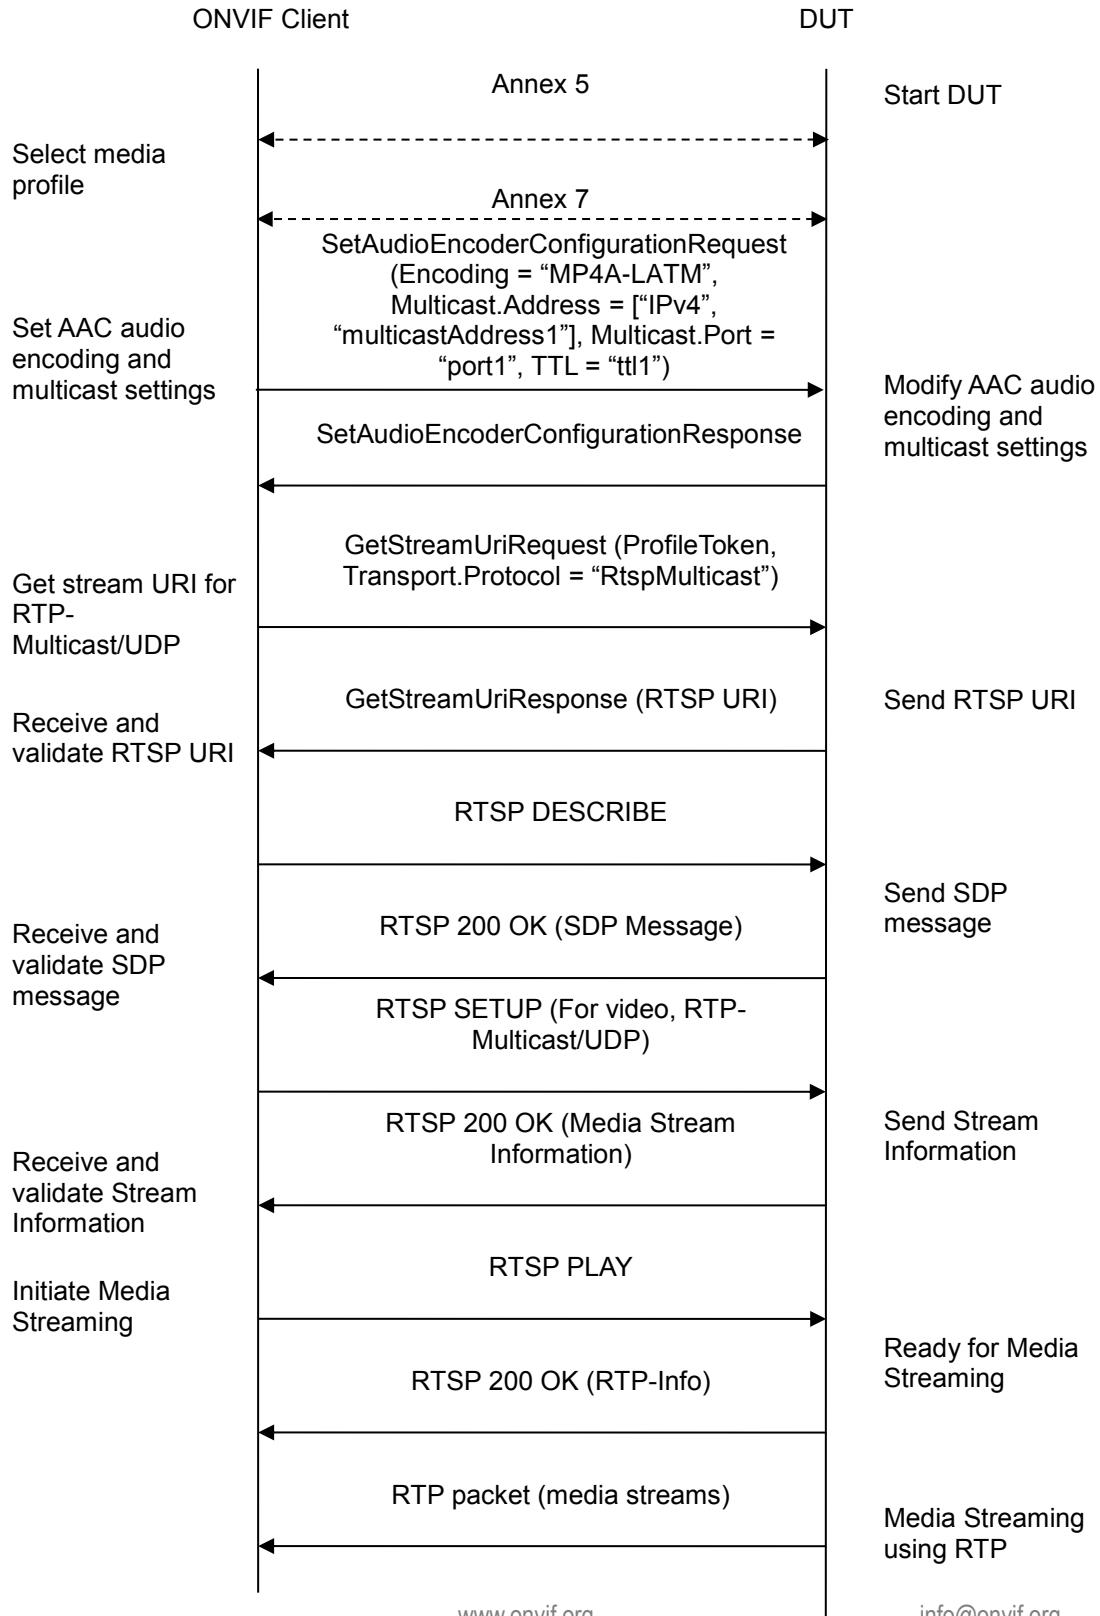 ONVIF Client
DUT
Annex 5
Start DUT
Select media
profile
Annex 7
SetAudioEncoderConfigurationRequest
(Encoding = “MP4A-LATM”,
Multicast.Address = [“IPv4”,
“multicastAddress1”], Multicast.Port =
“port1”, TTL = “ttl1”)
Set AAC audio
encoding and
multicast settings
Modify AAC audio
encoding and
multicast settings
SetAudioEncoderConfigurationResponse
GetStreamUriRequest (ProfileToken,
Transport.Protocol = “RtspMulticast”)
Get stream URI for
RTP-
Multicast/UDP
GetStreamUriResponse (RTSP URI)
Send RTSP URI
Receive and
validate RTSP URI
RTSP DESCRIBE
Send SDP
message
RTSP 200 OK (SDP Message)
Receive and
validate SDP
message
RTSP SETUP (For video, RTP-
Multicast/UDP)
RTSP 200 OK (Media Stream
Information)
Send Stream
Information
Receive and
validate Stream
Information
RTSP PLAY
Initiate Media
Streaming
Ready for Media
Streaming
RTSP 200 OK (RTP-Info)
RTP packet (media streams)
Media Streaming
using RTP
www.onvif.org
info@onvif.org